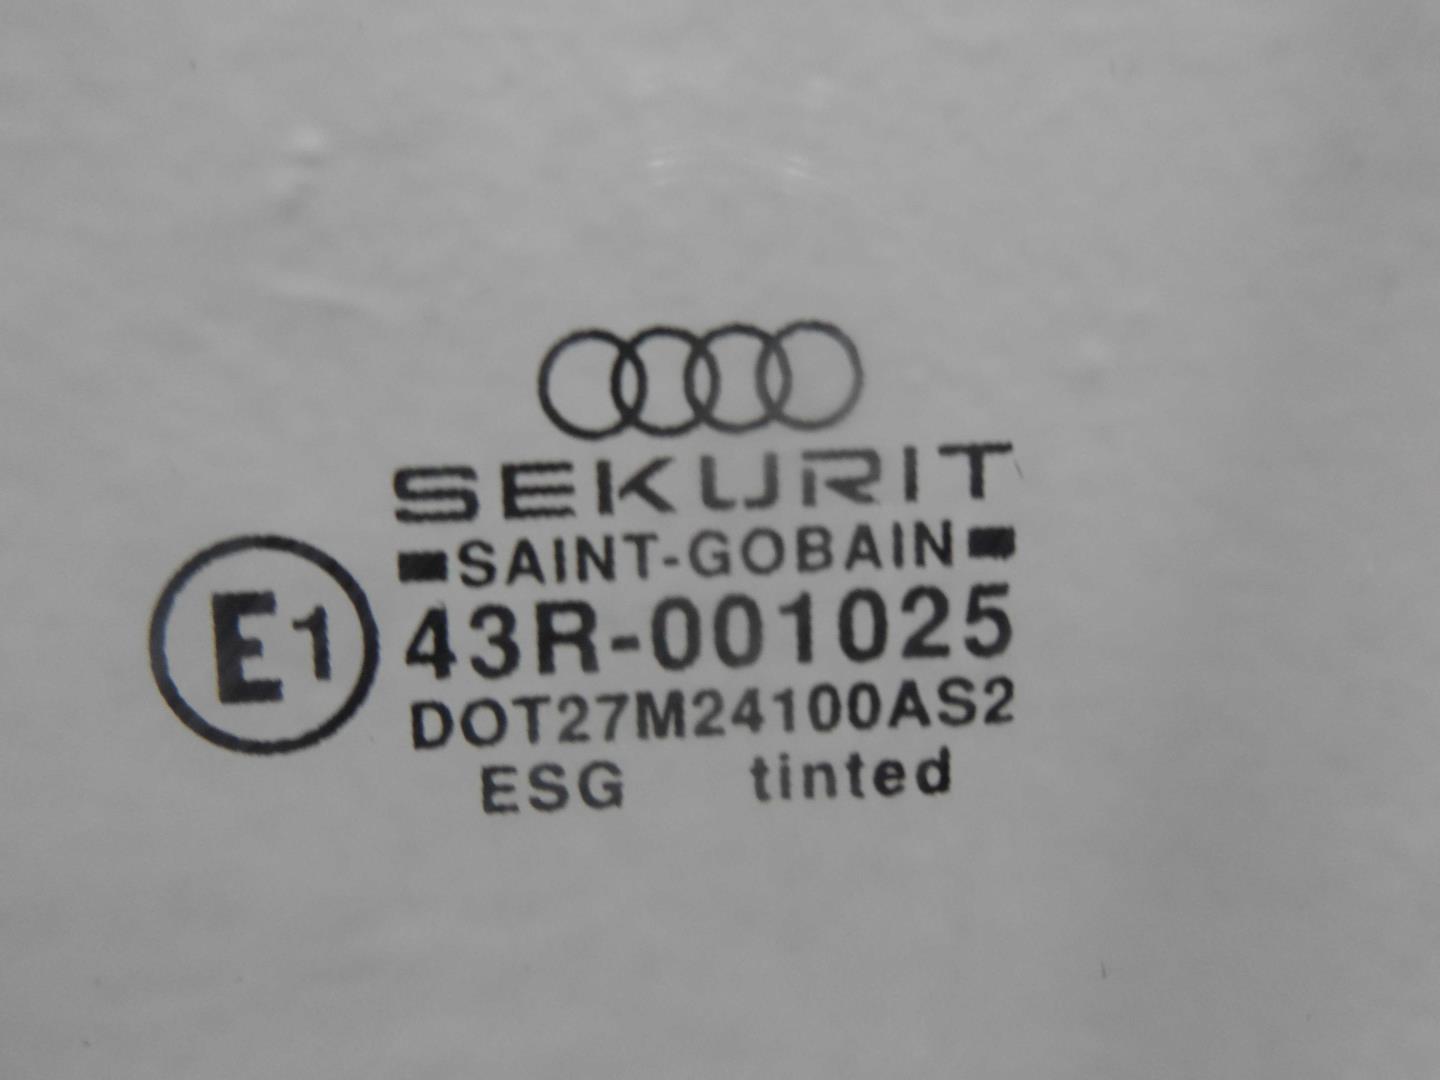 SEKURIT
SAINT-GOBAIN
E1
43R-001025
DOT27M24100AS2
ESG tinted